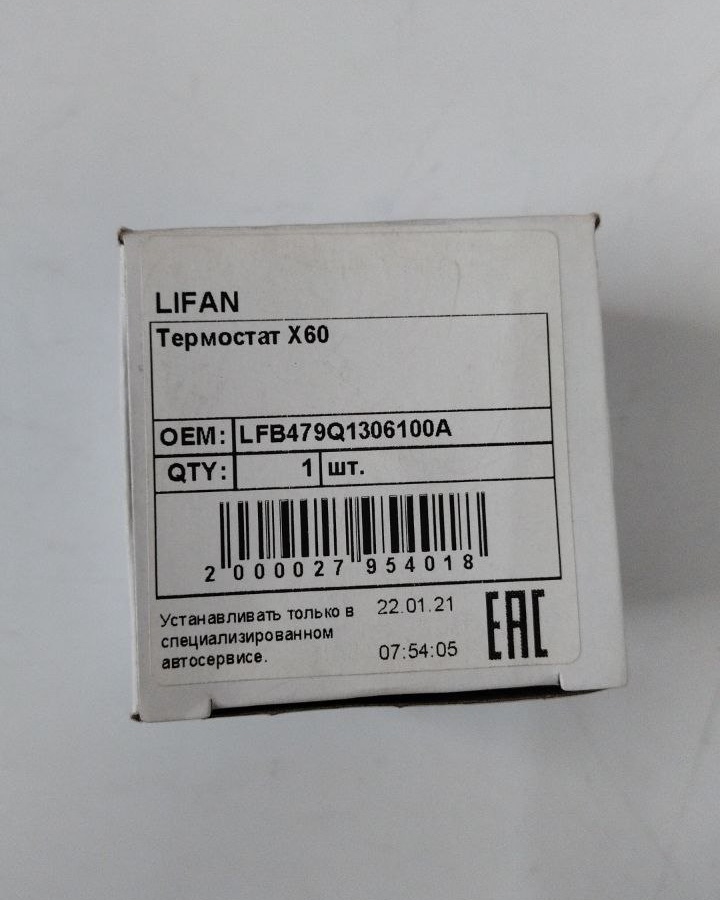 LIFAN
Термостат X60
OEM: LFB479Q1306100A
QTY: 1 шт.
2 000027 954018
Устанавливать только в
специализированном
автосервисе.
22.01.21
07:54:05
EAC